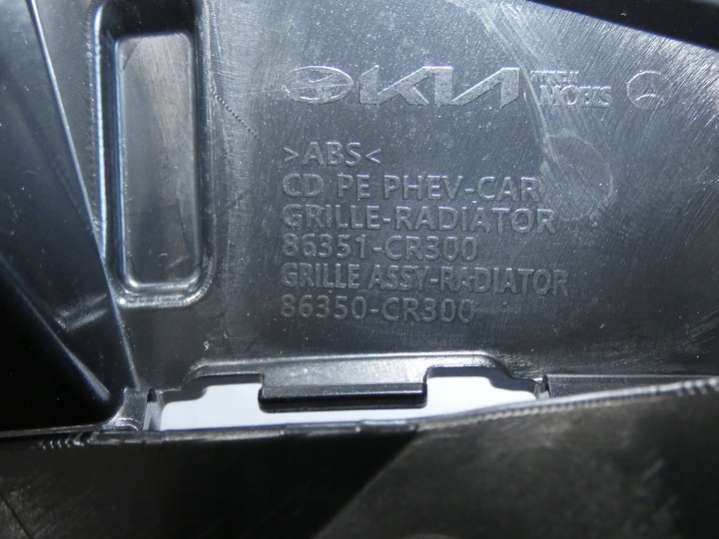 KIA MOBIS
>ABS<
CD PE PHEV-CAR
GRILLE-RADIATOR
86351-CR300
GRILLE ASSY-RADIATOR
86350-CR300